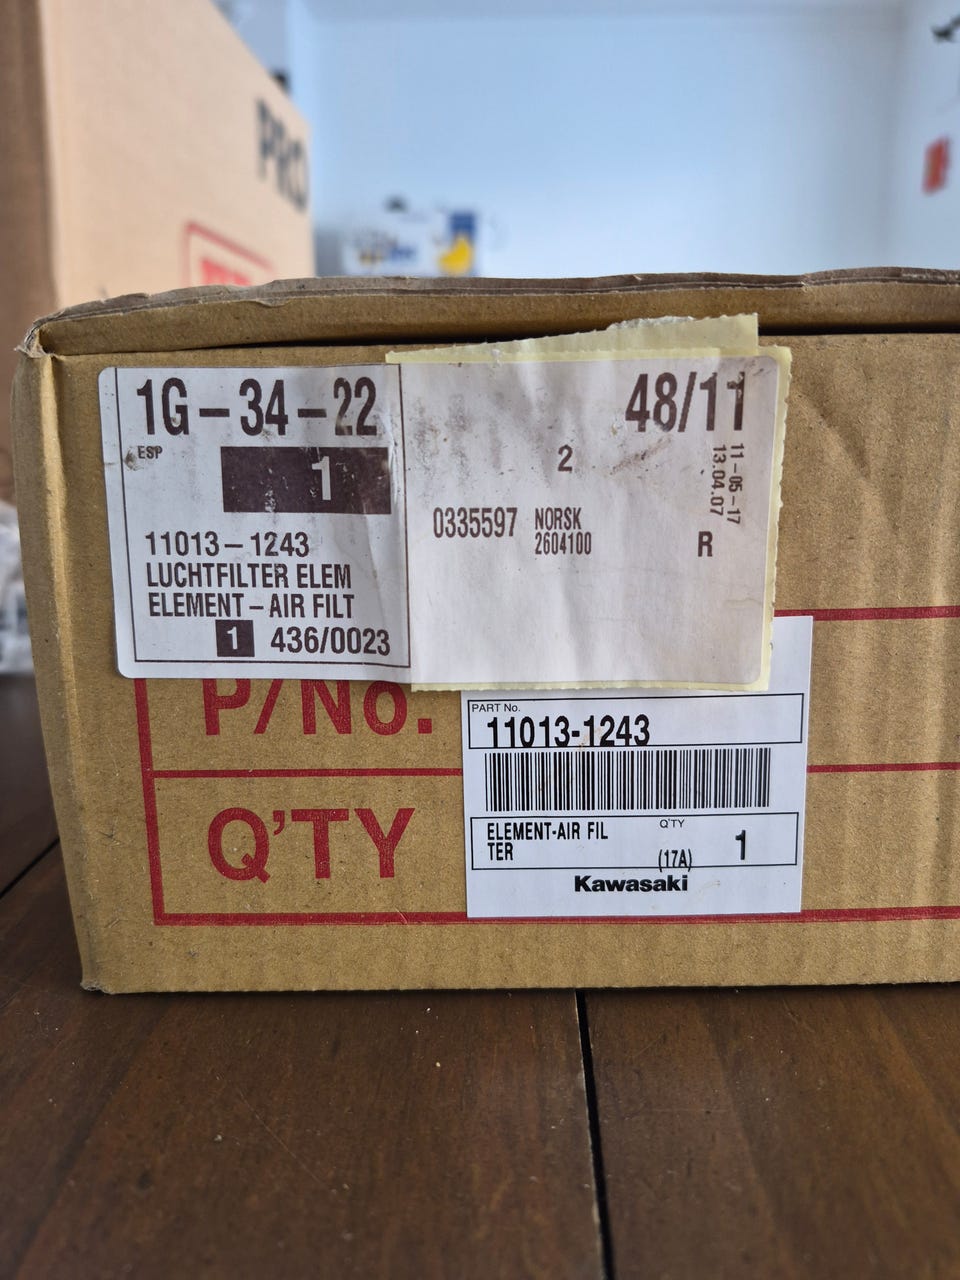 PRO
1G-34-22
ESP
1
11013-1243
LUCHTFILTER ELEM
ELEMENT-AIR FILT
1 436/0023
48/11
2
11-05-17
13.04.07
0335597 NORSK
2604100
R
P/No.
Q'TY
PART No.
11013-1243
ELEMENT-AIR FIL
TER
Q'TY
(17A)
1
Kawasaki